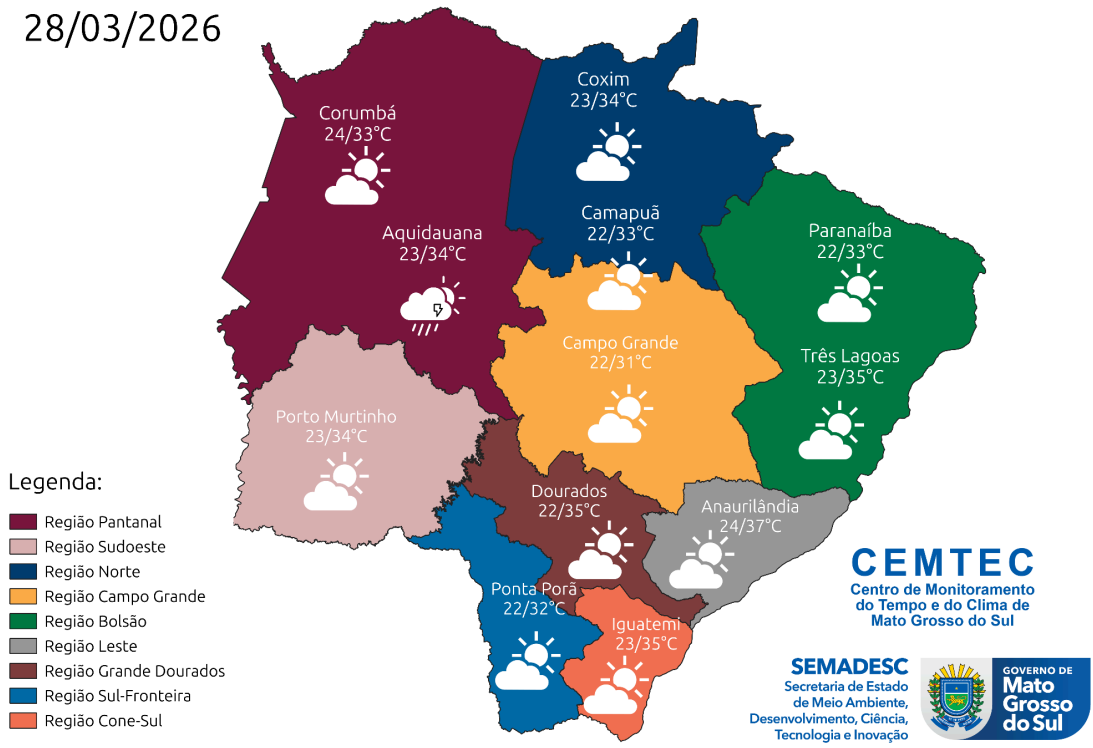 28/03/2026
Coxim
23/34°C
Corumbá
24/33°C
Camapuã
22/33°C
Aquidauana
23/34°C
Paranaíba
22/33°C
Campo Grande
22/31°C
Três Lagoas
23/35°C
Porto Murtinho
23/34°C
Dourados
22/35°C
Anaurilândia
24/37°C
Ponta Porã
22/32°C
Iguatemi
23/35°C
Legenda:
Região Pantanal
Região Sudoeste
Região Norte
Região Campo Grande
Região Bolsão
Região Leste
Região Grande Dourados
Região Sul-Fronteira
Região Cone-Sul
CEMTEC
Centro de Monitoramento
do Tempo e do Clima de
Mato Grosso do Sul
SEMADESC
Secretaria de Estado
de Meio Ambiente,
Desenvolvimento, Ciência,
Tecnologia e Inovação
GOVERNO DE
Mato
Grosso
do Sul